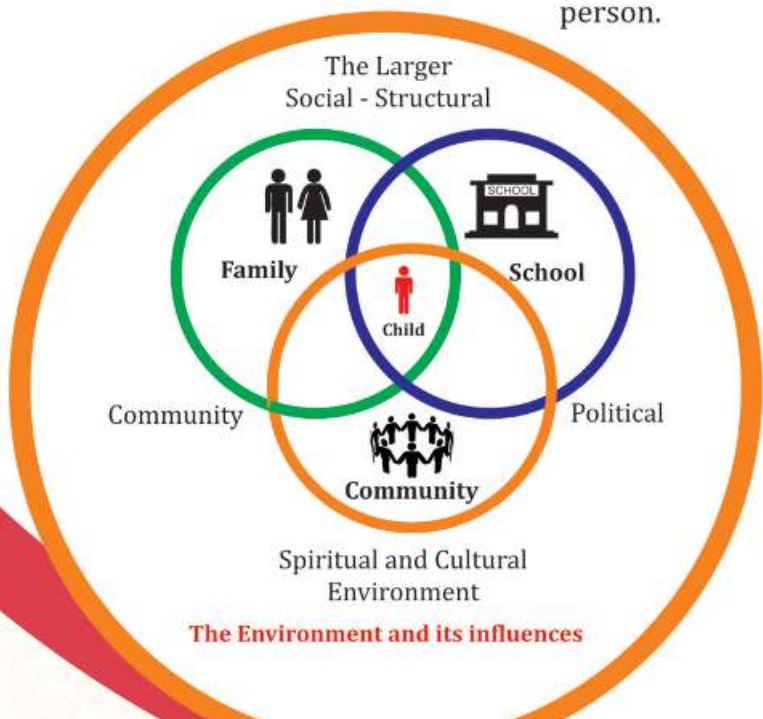 person.
The Larger
Social - Structural
SCHOOL
Family
School
Child
Community
Political
Community
Spiritual and Cultural
Environment
The Environment and its influences